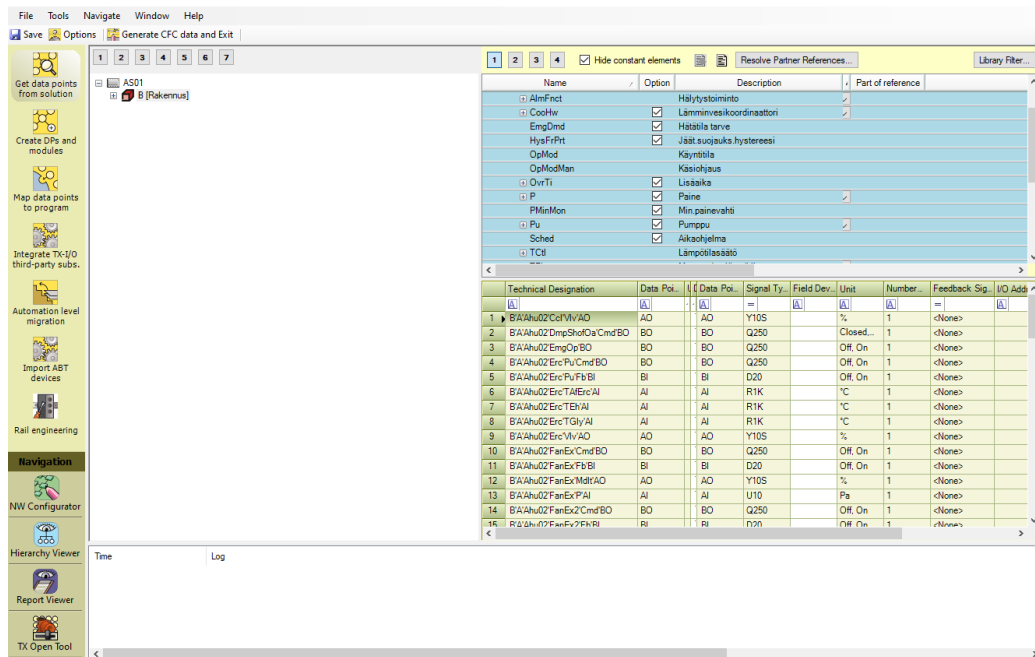 File Tools Navigate Window Help
Save Options Generate CFC data and Exit
Get data points
from solution
Create DPs and
modules
Map data points
to program
Integrate TX-I/O
third-party subs.
Automation level
migration
Import ABT
devices
Rail engineering
Navigation
NW Configurator
Hierarchy Viewer
Report Viewer
TX Open Tool
1 2 3 4 5 6 7
AS01
B [Rakennus]
1 2 3 4 Hide constant elements Resolve Partner References... Library Filter...
Name Option Description Part of reference
AlmFnct Hälytystoiminto
CooHw Lämminvesikoordinaattori
EmgDmd Hätätila tarve
HysFrPrt Jäät.suojauks.hystereesi
OpMod Käyntitila
OpModMan Käsiohjaus
OvrTi Lisäaika
P Paine
PMinMon Min.painevahti
Pu Pumppu
Sched Aikaohjelma
TCtl Lämpötilasäätö
Technical Designation Data Poi... Data Poi... Signal Ty... Field Dev... Unit Number... Feedback Sig... I/O Addr
1 B'A'Ahu02'Ccl'Vlv'AO AO AO Y10S % 1 <None>
2 B'A'Ahu02'DmpShofOa'Cmd'BO BO BO Q250 Closed,... 1 <None>
3 B'A'Ahu02'EmgOp'BO BO BO Q250 Off, On 1 <None>
4 B'A'Ahu02'Erc'Pu'Cmd'BO BO BO Q250 Off, On 1 <None>
5 B'A'Ahu02'Erc'Pu'Fb'BI BI BI D20 Off, On 1 <None>
6 B'A'Ahu02'Erc'TAfErc'AI AI AI R1K °C 1 <None>
7 B'A'Ahu02'Erc'TEh'AI AI AI R1K °C 1 <None>
8 B'A'Ahu02'Erc'TGly'AI AI AI R1K °C 1 <None>
9 B'A'Ahu02'Erc'Vlv'AO AO AO Y10S % 1 <None>
10 B'A'Ahu02'FanEx'Cmd'BO BO BO Q250 Off, On 1 <None>
11 B'A'Ahu02'FanEx'Fb'BI BI BI D20 Off, On 1 <None>
12 B'A'Ahu02'FanEx'Mdlt'AO AO AO Y10S % 1 <None>
13 B'A'Ahu02'FanEx'P'AI AI AI U10 Pa 1 <None>
14 B'A'Ahu02'FanEx2'Cmd'BO BO BO Q250 Off, On 1 <None>
15 B'A'Ahu02'FanEx2'Fb'BI BI BI D20 Off, On 1 <None>
Time Log